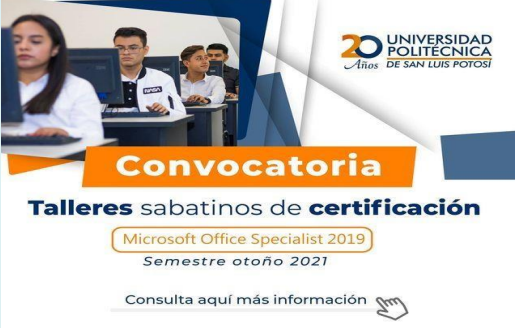 20 Años
UNIVERSIDAD
POLITÉCNICA
DE SAN LUIS POTOSÍ
NASA
Convocatoria
Talleres sabatinos de certificación
Microsoft Office Specialist 2019
Semestre otoño 2021
Consulta aquí más información